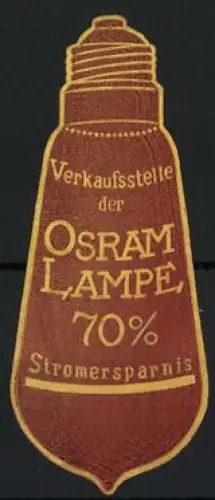 Verkaufsstelle
der
OSRAM
LAMPE
70%
Stromersparnis